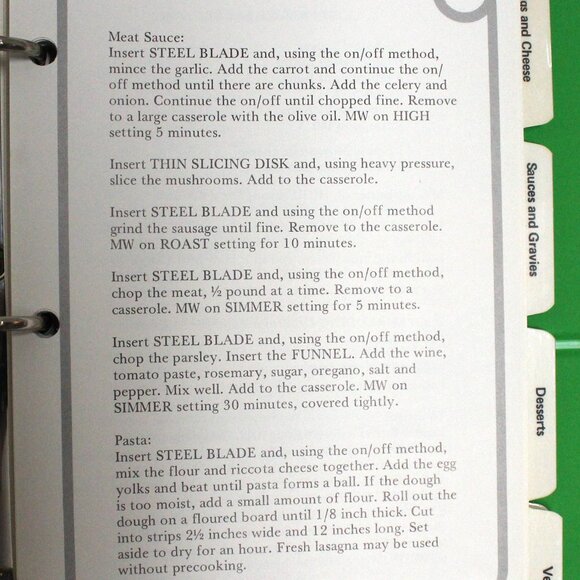 Meat Sauce:
Insert STEEL BLADE and, using the on/off method,
mince the garlic. Add the carrot and continue the on/
off method until there are chunks. Add the celery and
onion. Continue the on/off until chopped fine. Remove
to a large casserole with the olive oil. MW on HIGH
setting 5 minutes.
Insert THIN SLICING DISK and, using heavy pressure,
slice the mushrooms. Add to the casserole.
Insert STEEL BLADE and using the on/off method
grind the sausage until fine. Remove to the casserole.
MW on ROAST setting for 10 minutes.
Insert STEEL BLADE and, using the on/off method,
chop the meat, ½ pound at a time. Remove to a
casserole. MW on SIMMER setting for 5 minutes.
Insert STEEL BLADE and, using the on/off method,
chop the parsley. Insert the FUNNEL. Add the wine,
tomato paste, rosemary, sugar, oregano, salt and
pepper. Mix well. Add to the casserole. MW on
SIMMER setting 30 minutes, covered tightly.
Pasta:
Insert STEEL BLADE and, using the on/off method,
mix the flour and riccota cheese together. Add the egg
yolks and beat until pasta forms a ball. If the dough
is too moist, add a small amount of flour. Roll out the
dough on a floured board until 1/8 inch thick. Cut
into strips 2½ inches wide and 12 inches long. Set
aside to dry for an hour. Fresh lasagna may be used
without precooking.
gs and Cheese
Sauces and Gravies
Desserts
Ve